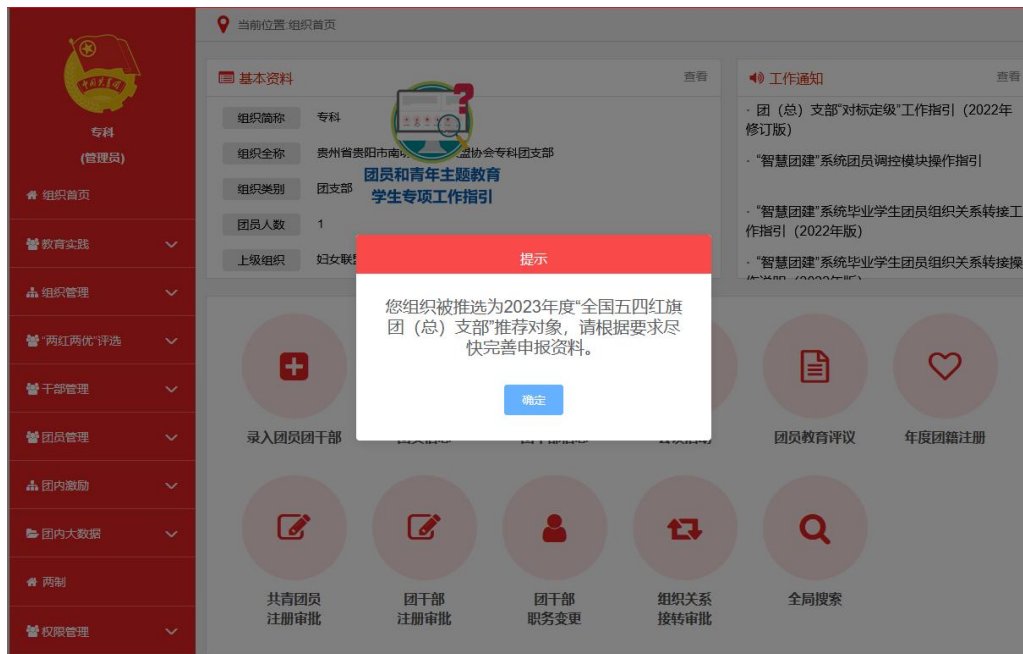 当前位置:组织首页
专科
(管理员)
组织首页
教育实践
组织管理
“两红两优”评选
干部管理
团员管理
团内激励
团内大数据
两制
权限管理
基本资料
查看
组织简称
专科
组织全称
贵州省贵阳市南
盟协会专科团支部
组织类别
团支部
团员人数
1
上级组织
妇女联
团员和青年主题教育
学生专项工作指引
工作通知
查看
· 团(总)支部“对标定级”工作指引(2022年
修订版)
· “智慧团建”系统团员调控模块操作指引
· “智慧团建”系统毕业学生团员组织关系转接工
作指引(2022年版)
· “智慧团建”系统毕业学生团员组织关系转接操
提示
您组织被推选为2023年度“全国五四红旗
团(总)支部”推荐对象,请根据要求尽
快完善申报资料。
确定
录入团员团干部
团员教育评议
年度团籍注册
共青团员
注册审批
团干部
注册审批
团干部
职务变更
组织关系
接转审批
全局搜索